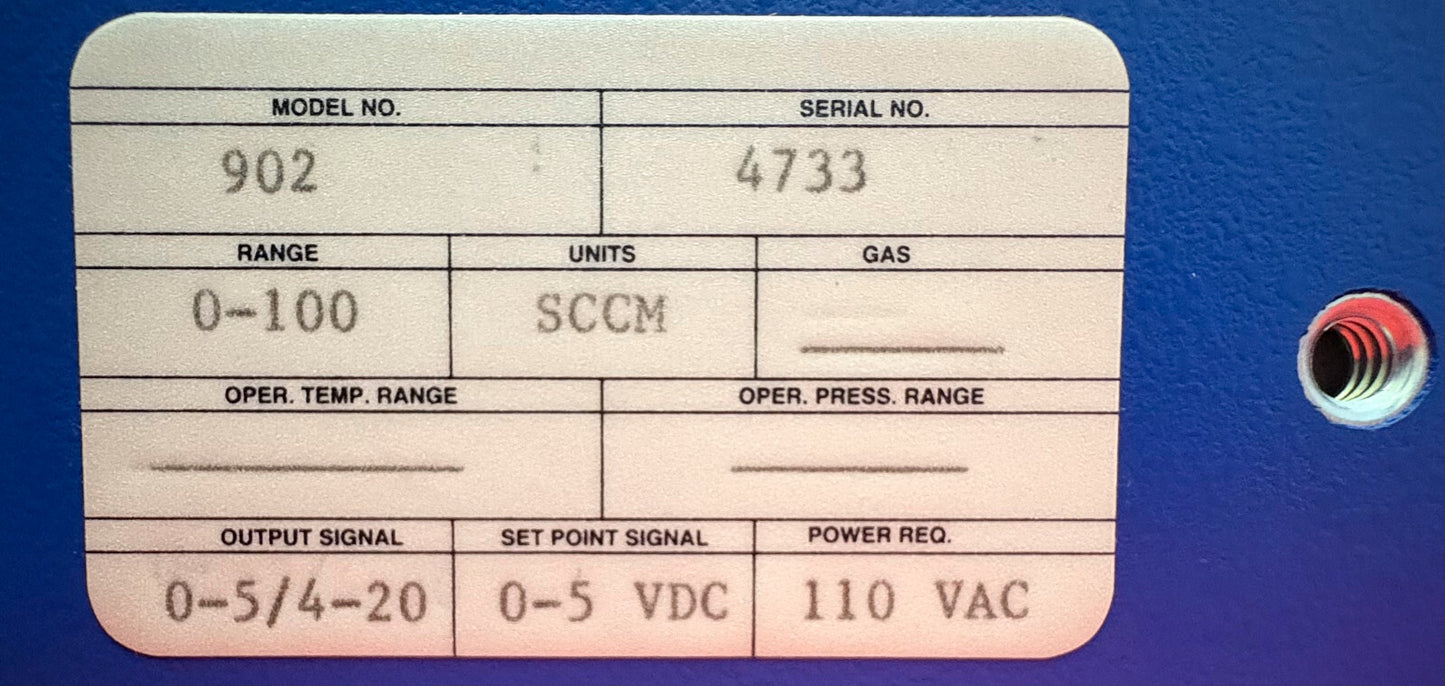 MODEL NO. SERIAL NO.
902 4733
RANGE UNITS GAS
0-100 SCCM
OPER. TEMP. RANGE OPER. PRESS. RANGE
OUTPUT SIGNAL SET POINT SIGNAL POWER REQ.
0-5/4-20 0-5 VDC 110 VAC